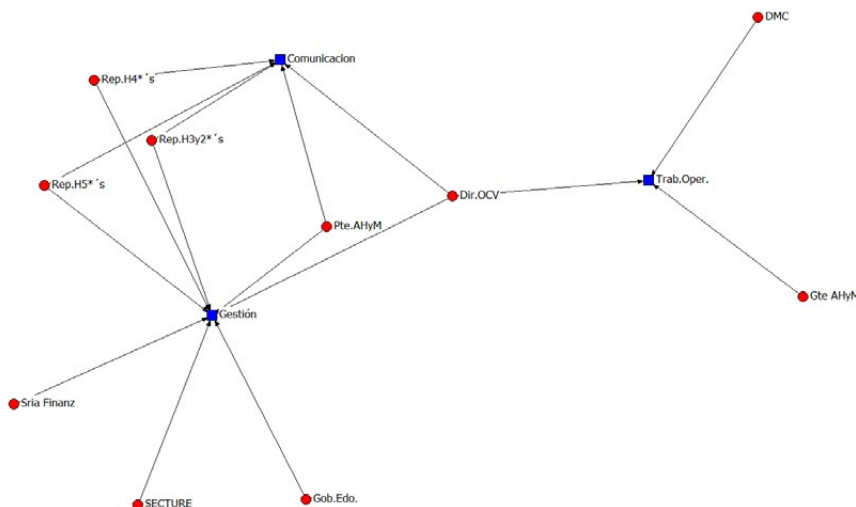 DMC
Comunicacion
Rep.H4*´s
Rep.H3y2*´s
Rep.H5*´s
Trab.Oper.
Dir.OCV
Pte.AHyM
Gte AHyM
Gestión
Sria Finanz
Gob.Edo.
SECTURE